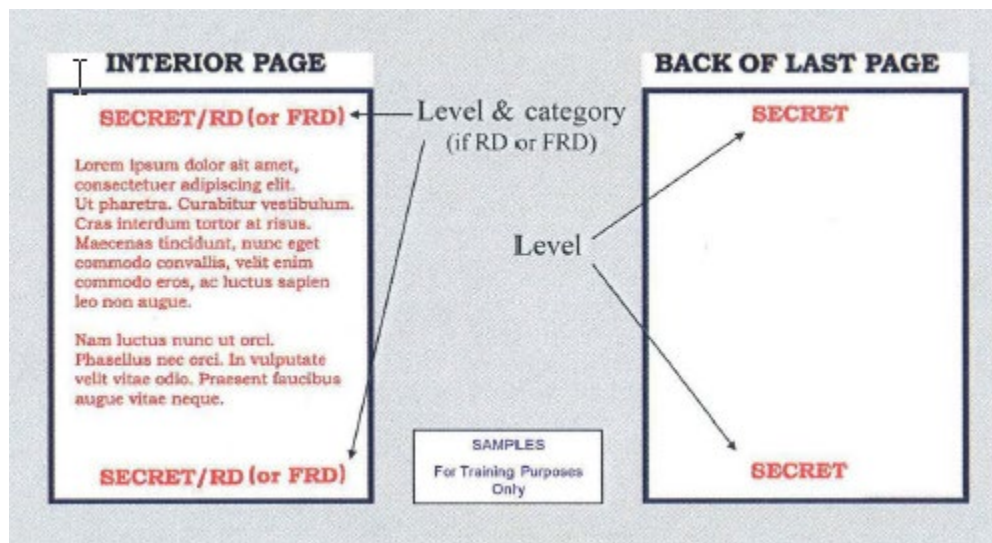 INTERIOR PAGE
SECRET/RD (or FRD)
Lorem ipsum dolor sit amet,
consectetuer adipiscing elit.
Ut pharetra. Curabitur vestibulum.
Cras interdum tortor at risus.
Maecenas tincidunt, nunc eget
commodo convallis, velit enim
commodo eros, ac luctus sapien
leo non augue.
Nam luctus nunc ut orci.
Phasellus nec orci. In vulputate
velit vitae odio. Praesent faucibus
augue vitae neque.
SECRET/RD (or FRD)
Level & category
(if RD or FRD)
Level
SAMPLES
For Training Purposes
Only
BACK OF LAST PAGE
SECRET
SECRET